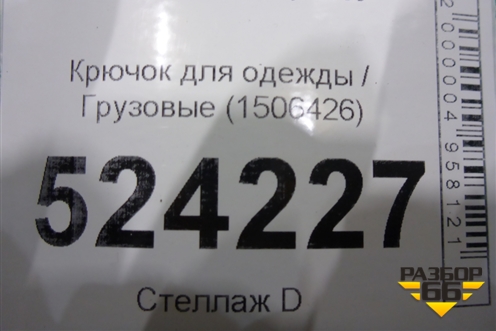 Крючок для одежды /
Грузовые (1506426)
524227
Стеллаж D
2000004958121
РАЗБОР
66